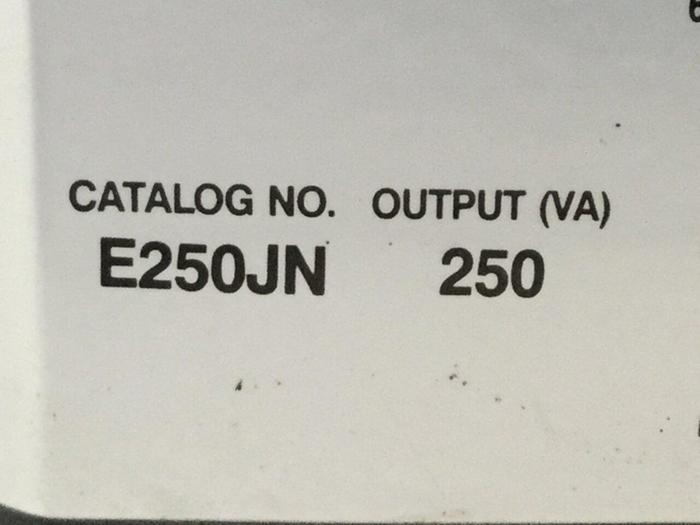 CATALOG NO. OUTPUT (VA)
E250JN 250